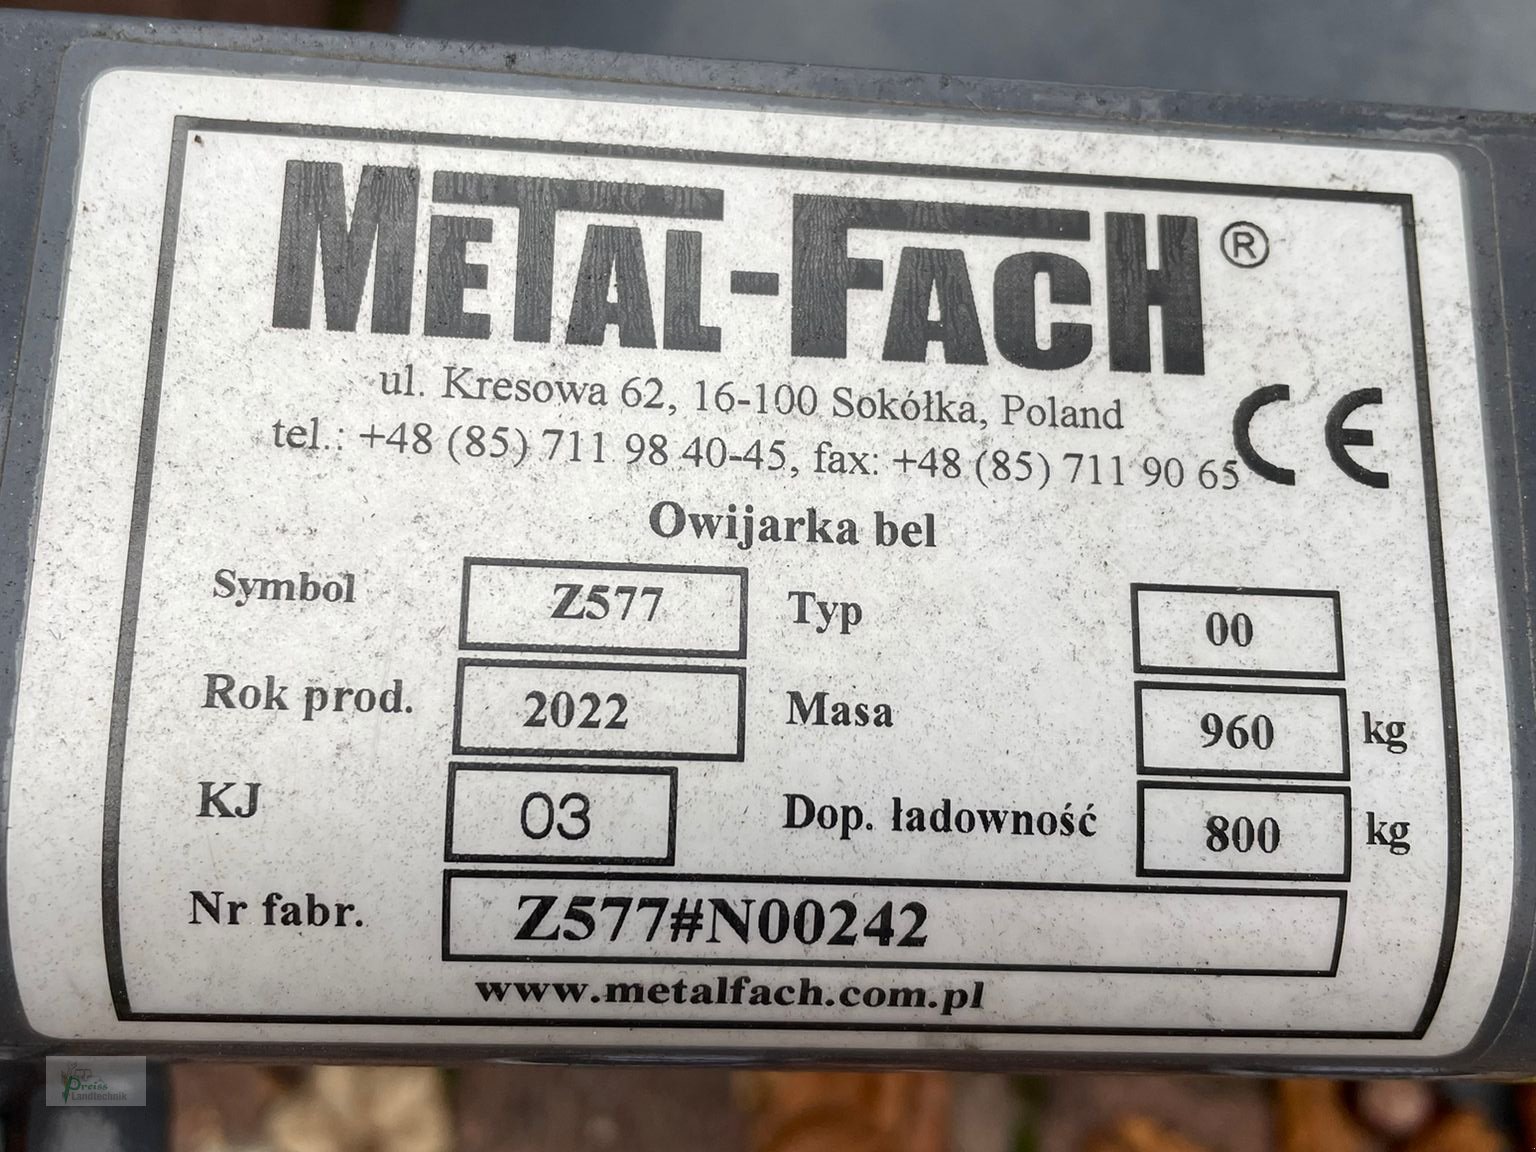 METAL-FACH®
ul. Kresowa 62, 16-100 Sokółka, Poland
tel.: +48 (85) 711 98 40-45, fax: +48 (85) 711 90 65
CE
Owijarka bel
Symbol Z577 Typ 00
Rok prod. 2022 Masa 960 kg
KJ 03 Dop. ładowność 800 kg
Nr fabr. Z577#N00242
www.metalfach.com.pl
Preiss
Landtechnik